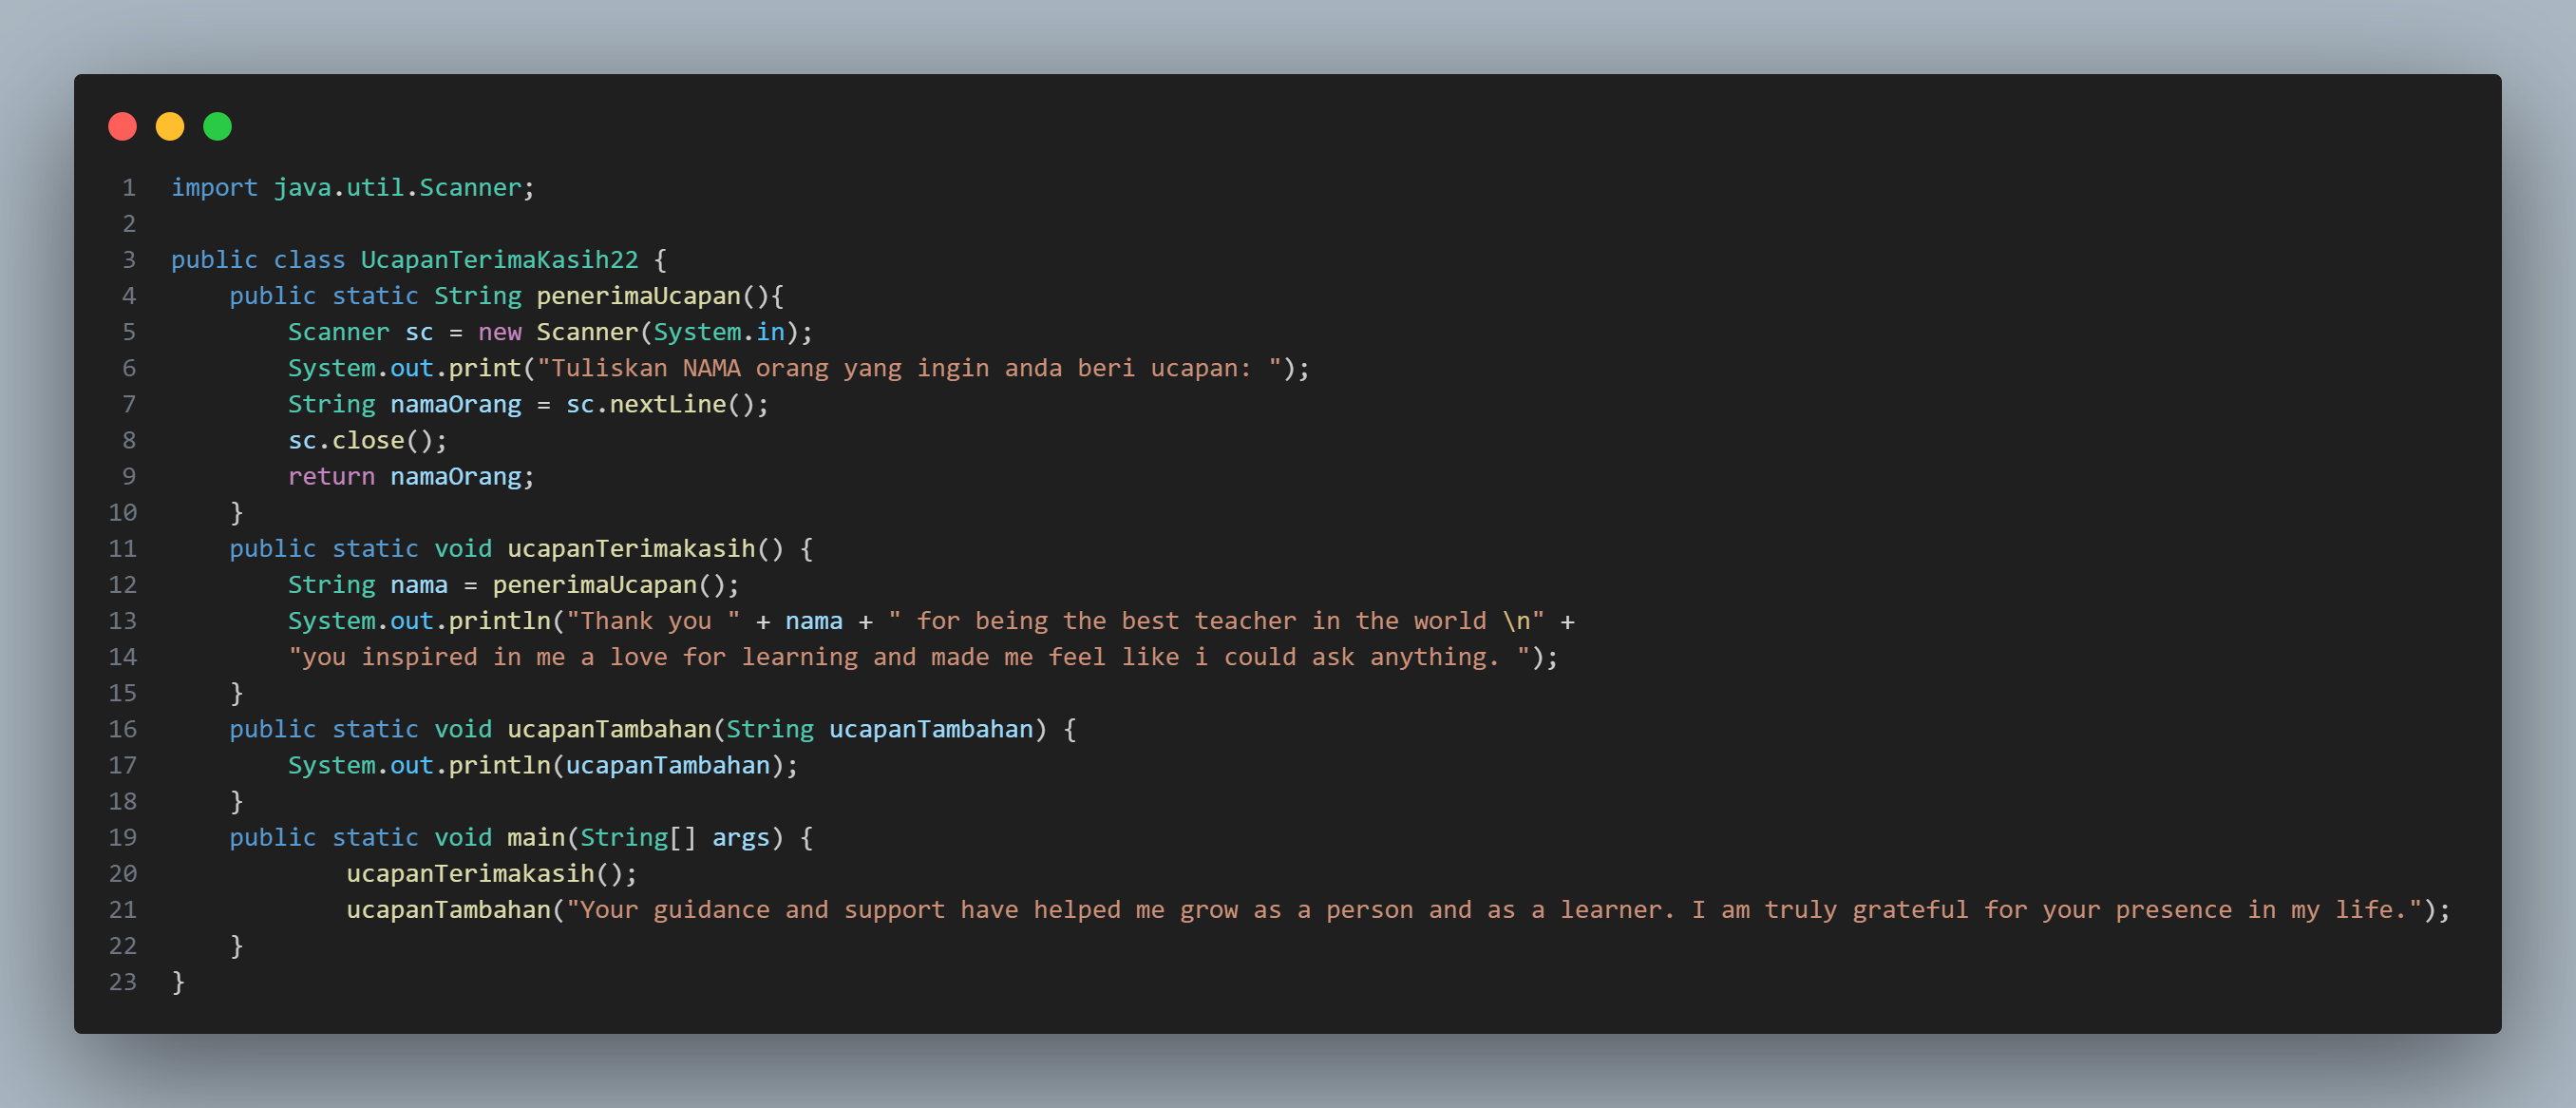 1 import java.util.Scanner;
2
3 public class UcapanTerimaKasih22 {
4     public static String penerimaUcapan(){
5         Scanner sc = new Scanner(System.in);
6         System.out.print("Tuliskan NAMA orang yang ingin anda beri ucapan: ");
7         String namaOrang = sc.nextLine();
8         sc.close();
9         return namaOrang;
10     }
11     public static void ucapanTerimakasih() {
12         String nama = penerimaUcapan();
13         System.out.println("Thank you " + nama + " for being the best teacher in the world \n" +
14         "you inspired in me a love for learning and made me feel like i could ask anything. ");
15     }
16     public static void ucapanTambahan(String ucapanTambahan) {
17         System.out.println(ucapanTambahan);
18     }
19     public static void main(String[] args) {
20             ucapanTerimakasih();
21             ucapanTambahan("Your guidance and support have helped me grow as a person and as a learner. I am truly grateful for your presence in my life.");
22     }
23 }